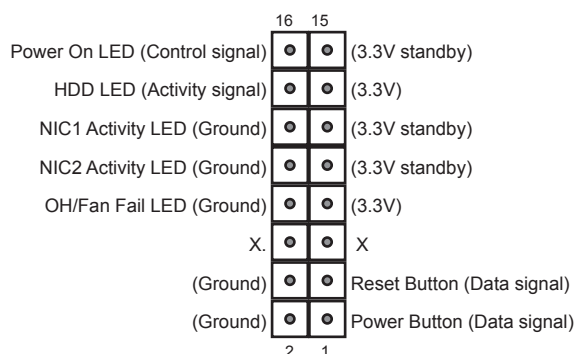 16 15
Power On LED (Control signal) (3.3V standby)
HDD LED (Activity signal) (3.3V)
NIC1 Activity LED (Ground) (3.3V standby)
NIC2 Activity LED (Ground) (3.3V standby)
OH/Fan Fail LED (Ground) (3.3V)
X. X
(Ground) Reset Button (Data signal)
(Ground) Power Button (Data signal)
2 1